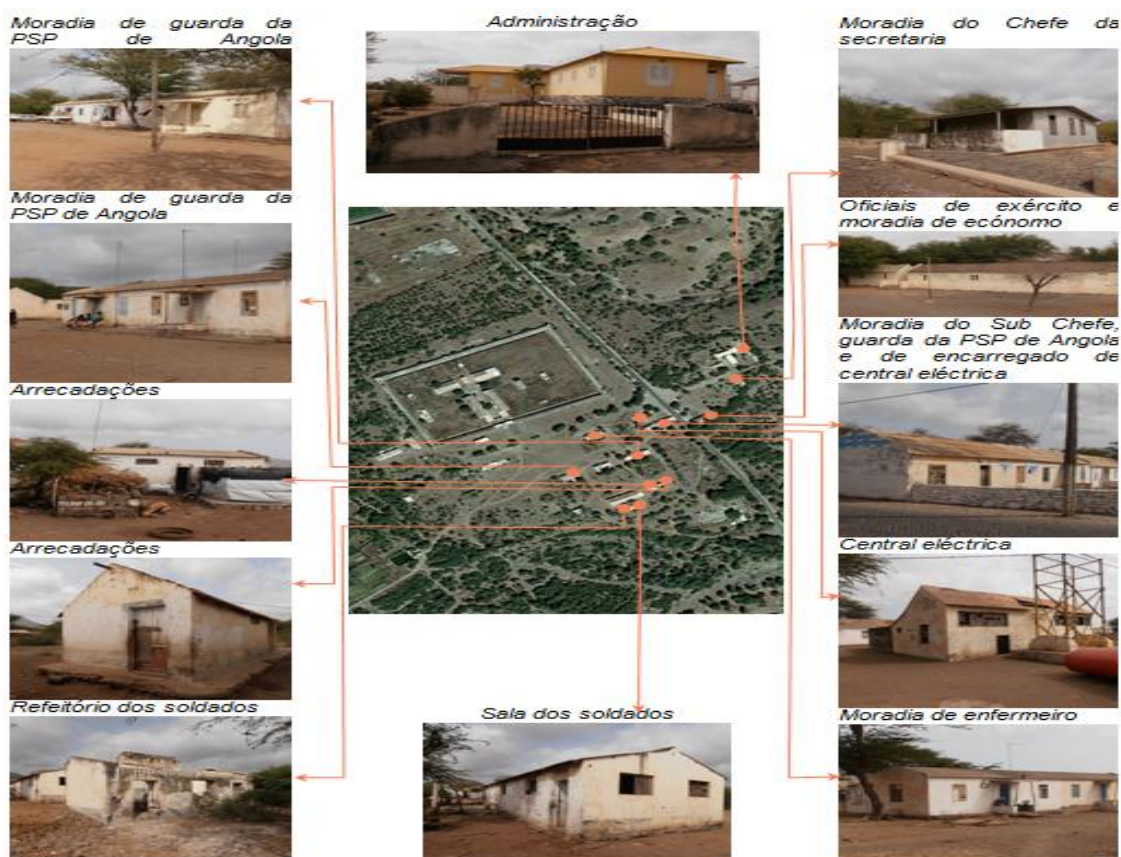 Moradia de guarda da
PSP de Angola
Moradia de guarda da
PSP de Angola
Arrecadações
Arrecadações
Refeitório dos soldados
Administração
Sala dos soldados
Moradia do Chefe da
secretaria
Oficiais de exército e
moradia de ecónomo
Moradia do Sub Chefe,
guarda da PSP de Angola
e de encarregado de
central eléctrica
Central eléctrica
Moradia de enfermeiro